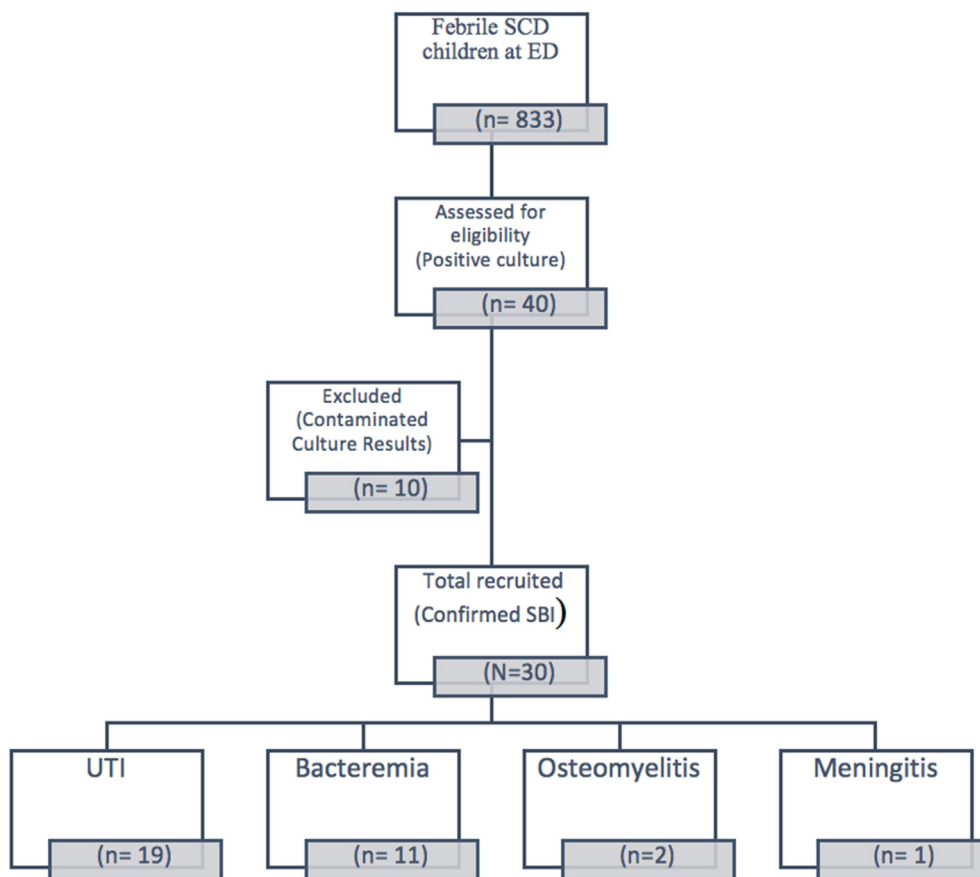 Febrile SCD
children at ED
(n= 833)
Assessed for
eligibility
(Positive culture)
(n= 40)
Excluded
(Contaminated
Culture Results)
(n= 10)
Total recruited
(Confirmed SBI)
(N=30)
UTI
(n= 19)
Bacteremia
(n= 11)
Osteomyelitis
(n=2)
Meningitis
(n= 1)